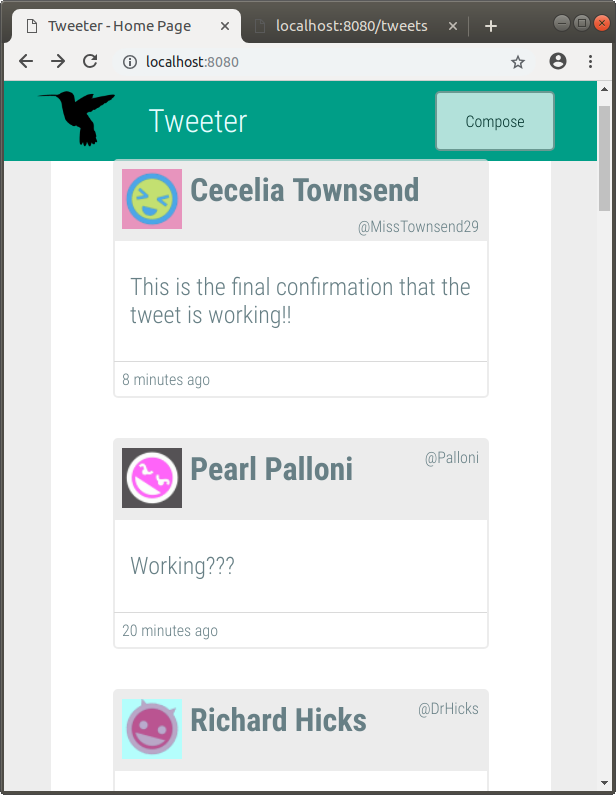 Tweeter - Home Page
localhost:8080/tweets
localhost:8080
Tweeter
Compose
Cecelia Townsend
@MissTownsend29
This is the final confirmation that the
tweet is working!!
8 minutes ago
Pearl Palloni
@Palloni
Working???
20 minutes ago
Richard Hicks
@DrHicks